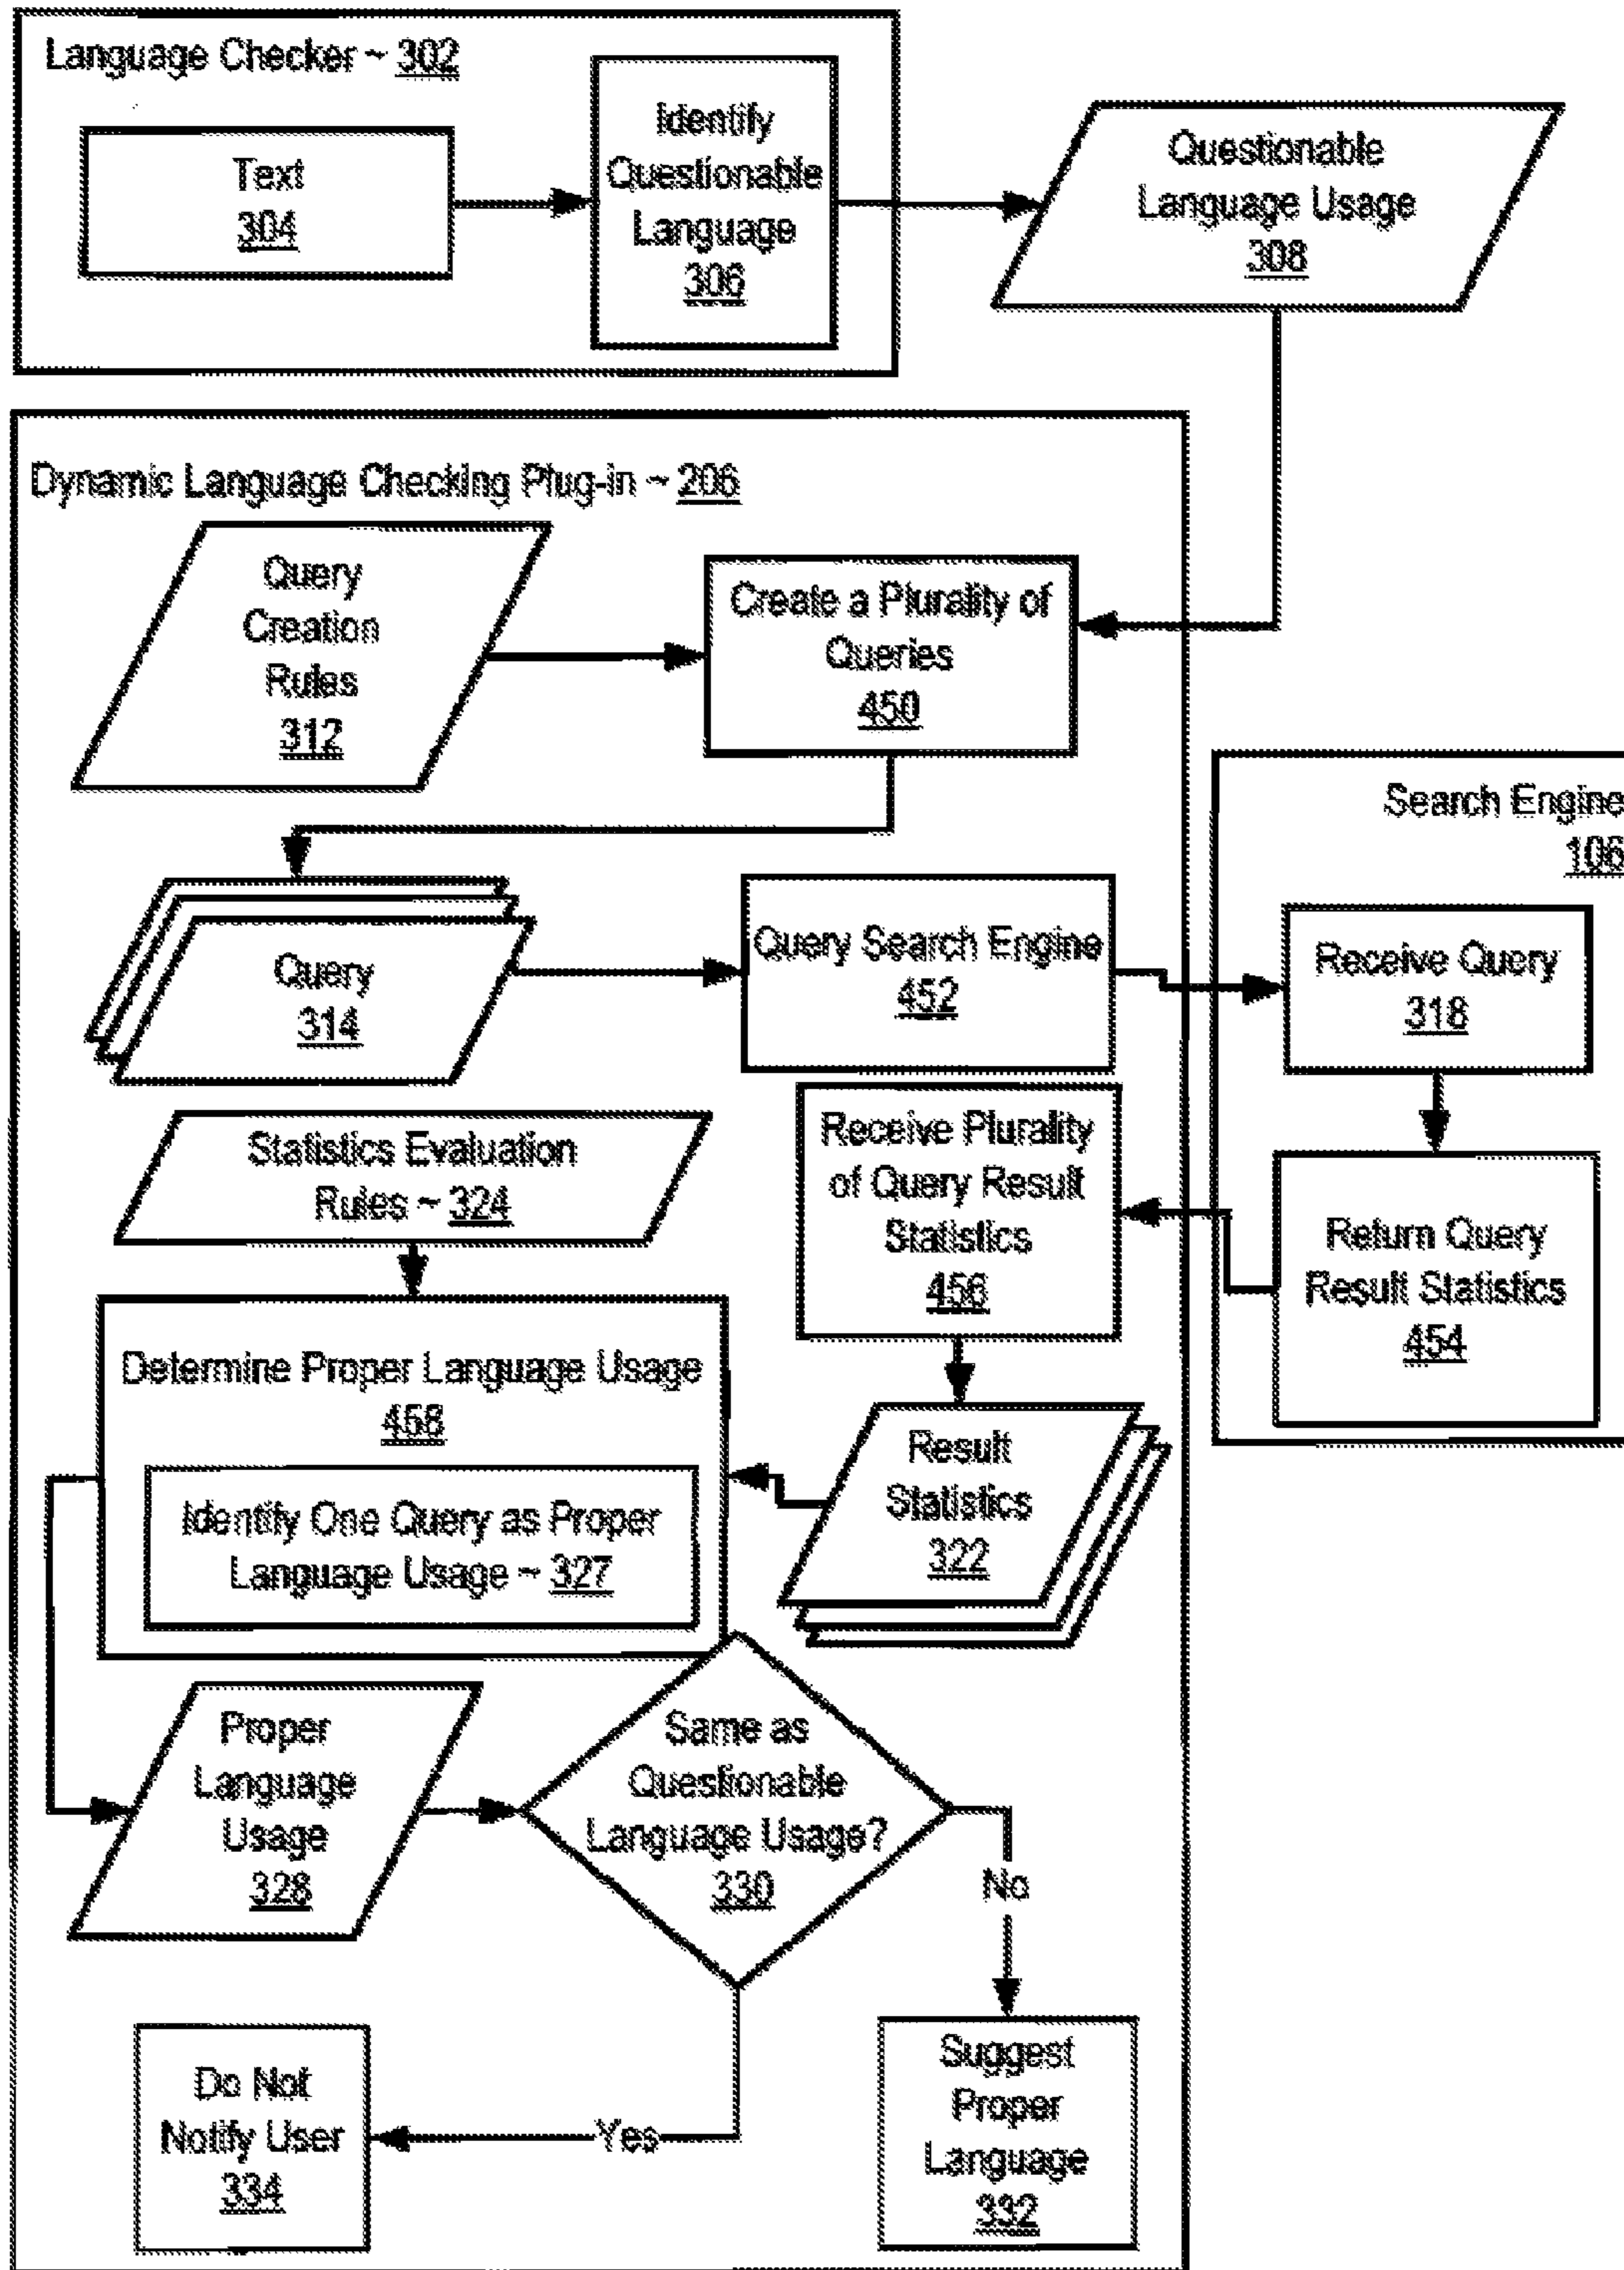 Language Checker ~ 302
Text
304
Identify
Questionable
Language
306
Questionable
Language Usage
308
Dynamic Language Checking Plug-in ~ 206
Query
Creation
Rules
312
Create a Plurality of
Queries
450
Search Engine
106
Query
314
Query Search Engine
452
Receive Query
318
Statistics Evaluation
Rules ~ 324
Receive Plurality
of Query Result
Statistics
456
Return Query
Result Statistics
454
Determine Proper Language Usage
458
Identify One Query as Proper
Language Usage ~ 327
Result
Statistics
322
Proper
Language
Usage
328
Same as
Questionable
Language Usage?
330
No
Do Not
Notify User
334
Yes
Suggest
Proper
Language
332